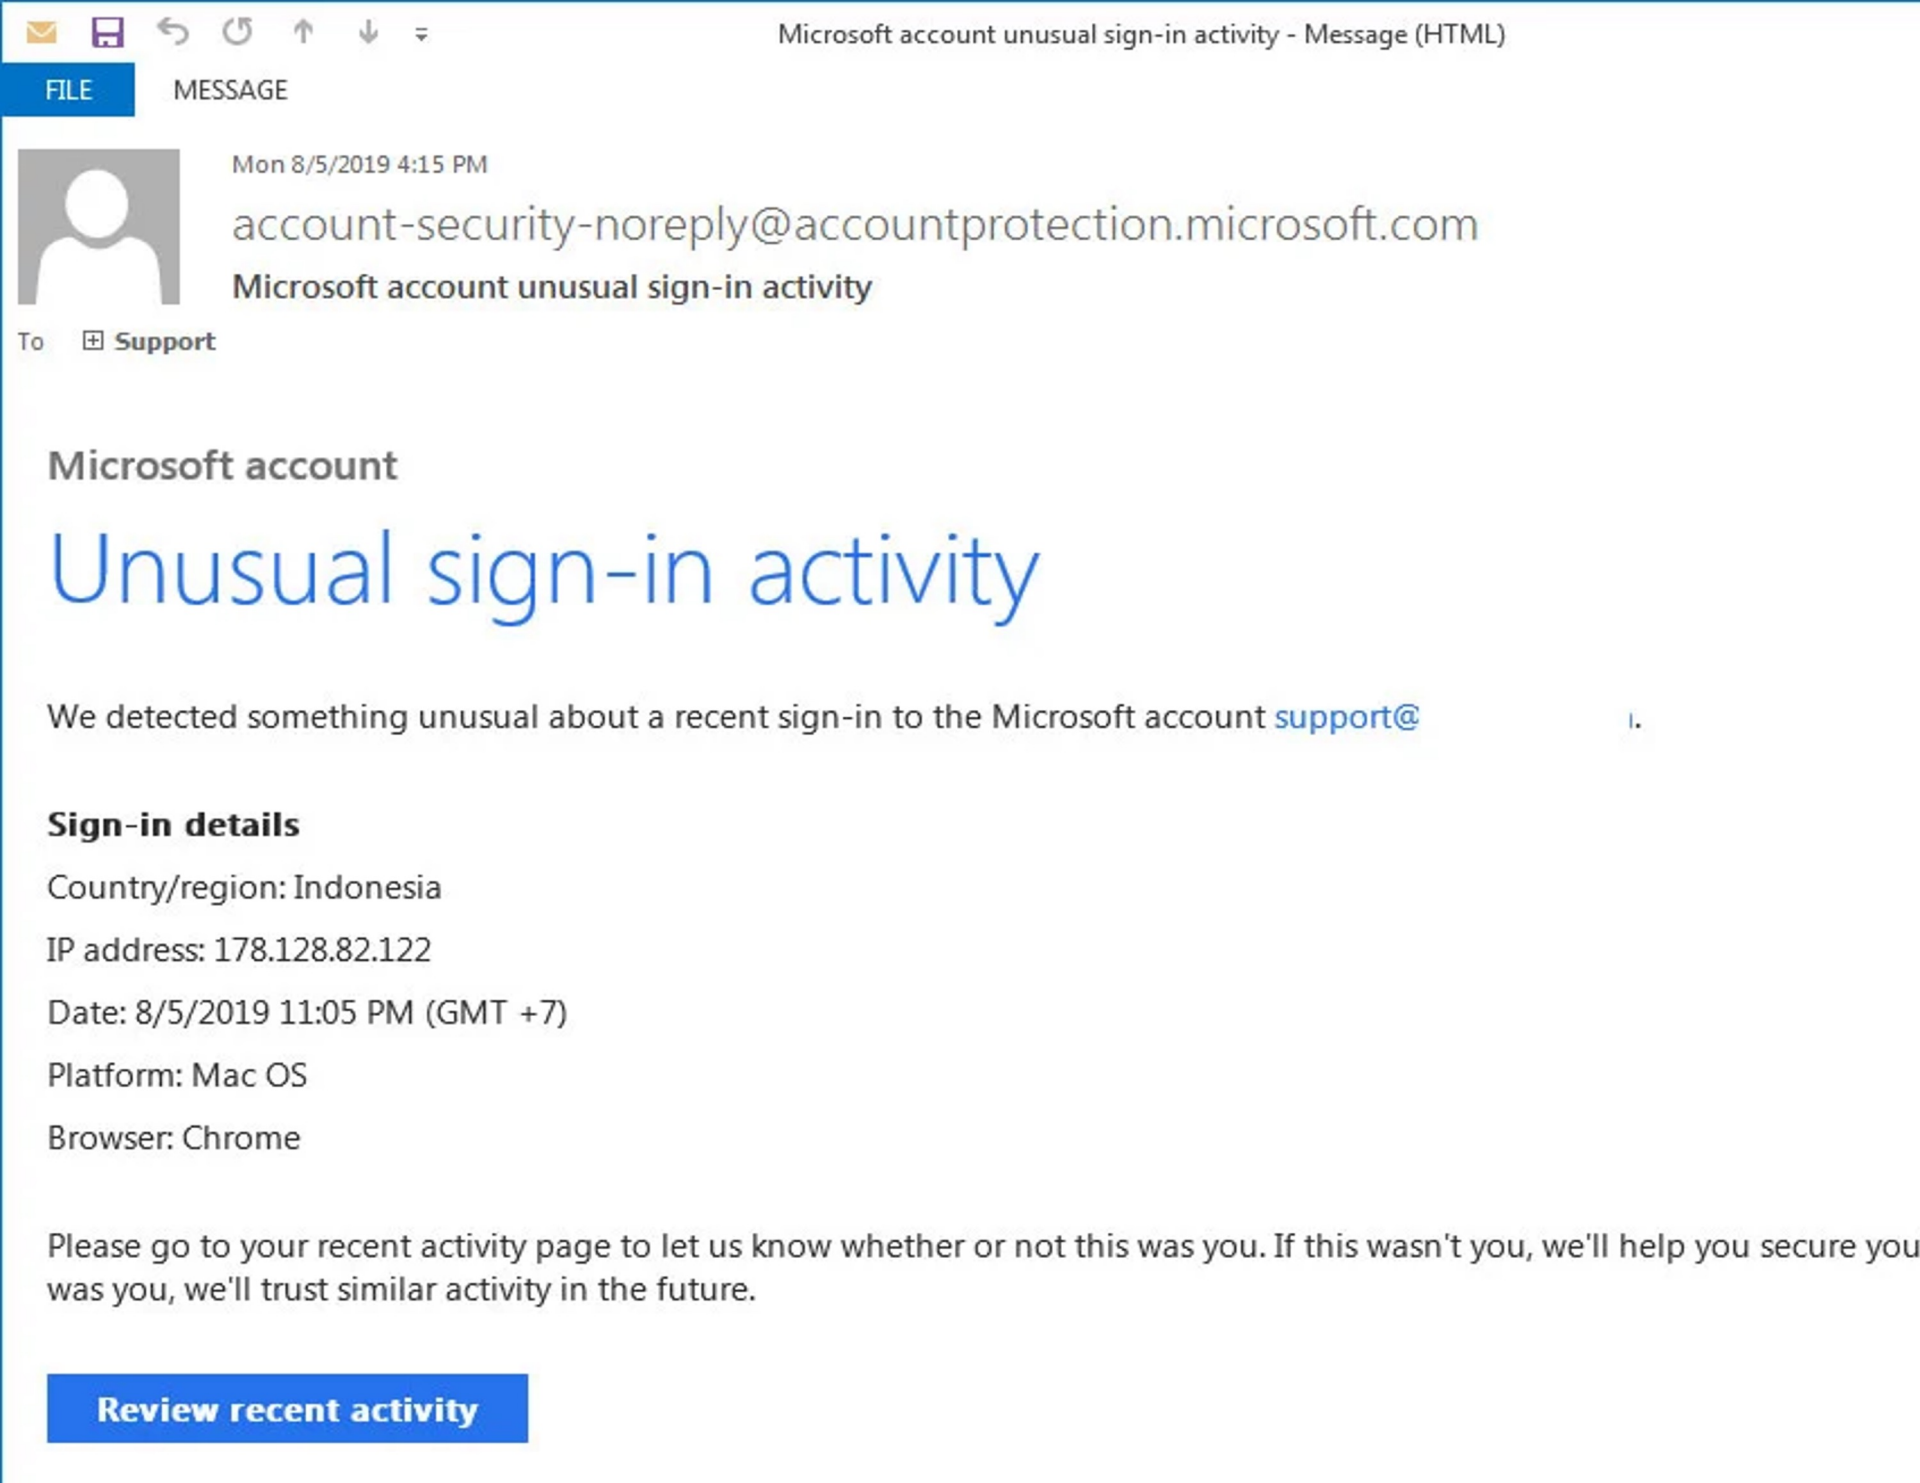 Microsoft account unusual sign-in activity - Message (HTML)
FILE MESSAGE
Mon 8/5/2019 4:15 PM
account-security-noreply@accountprotection.microsoft.com
Microsoft account unusual sign-in activity
To Support
Microsoft account
Unusual sign-in activity
We detected something unusual about a recent sign-in to the Microsoft account support@ .
Sign-in details
Country/region: Indonesia
IP address: 178.128.82.122
Date: 8/5/2019 11:05 PM (GMT +7)
Platform: Mac OS
Browser: Chrome
Please go to your recent activity page to let us know whether or not this was you. If this wasn't you, we'll help you secure you
was you, we'll trust similar activity in the future.
Review recent activity